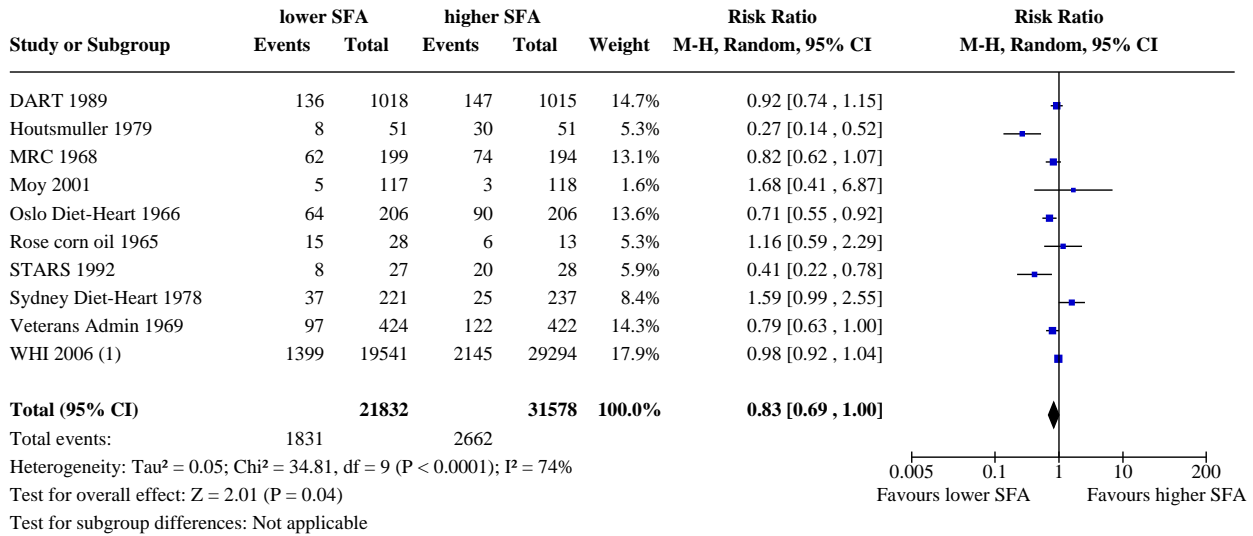 lower SFA higher SFA Risk Ratio Risk Ratio
Study or Subgroup Events Total Events Total Weight M-H, Random, 95% CI M-H, Random, 95% CI
DART 1989 136 1018 147 1015 14.7% 0.92 [0.74 , 1.15]
Houtsmuller 1979 8 51 30 51 5.3% 0.27 [0.14 , 0.52]
MRC 1968 62 199 74 194 13.1% 0.82 [0.62 , 1.07]
Moy 2001 5 117 3 118 1.6% 1.68 [0.41 , 6.87]
Oslo Diet-Heart 1966 64 206 90 206 13.6% 0.71 [0.55 , 0.92]
Rose corn oil 1965 15 28 6 13 5.3% 1.16 [0.59 , 2.29]
STARS 1992 8 27 20 28 5.9% 0.41 [0.22 , 0.78]
Sydney Diet-Heart 1978 37 221 25 237 8.4% 1.59 [0.99 , 2.55]
Veterans Admin 1969 97 424 122 422 14.3% 0.79 [0.63 , 1.00]
WHI 2006 (1) 1399 19541 2145 29294 17.9% 0.98 [0.92 , 1.04]
Total (95% CI) 21832 31578 100.0% 0.83 [0.69 , 1.00]
Total events: 1831 2662
Heterogeneity: Tau² = 0.05; Chi² = 34.81, df = 9 (P < 0.0001); I² = 74%
0.005 0.1 1 10 200
Test for overall effect: Z = 2.01 (P = 0.04)
Favours lower SFA Favours higher SFA
Test for subgroup differences: Not applicable